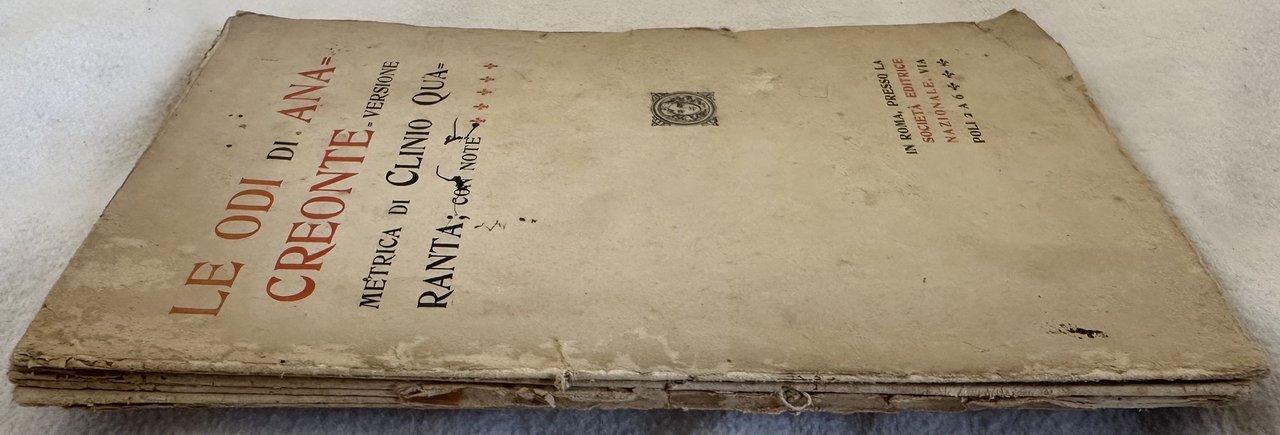 LE ODI DI ANA=
CREONTE = VERSIONE
METRICA DI CLINIO QUA=
RANTA; CON NOTE
IN ROMA, PRESSO LA
SOCIETÀ EDITRICE
NAZIONALE. VIA
POLI 2 A 6